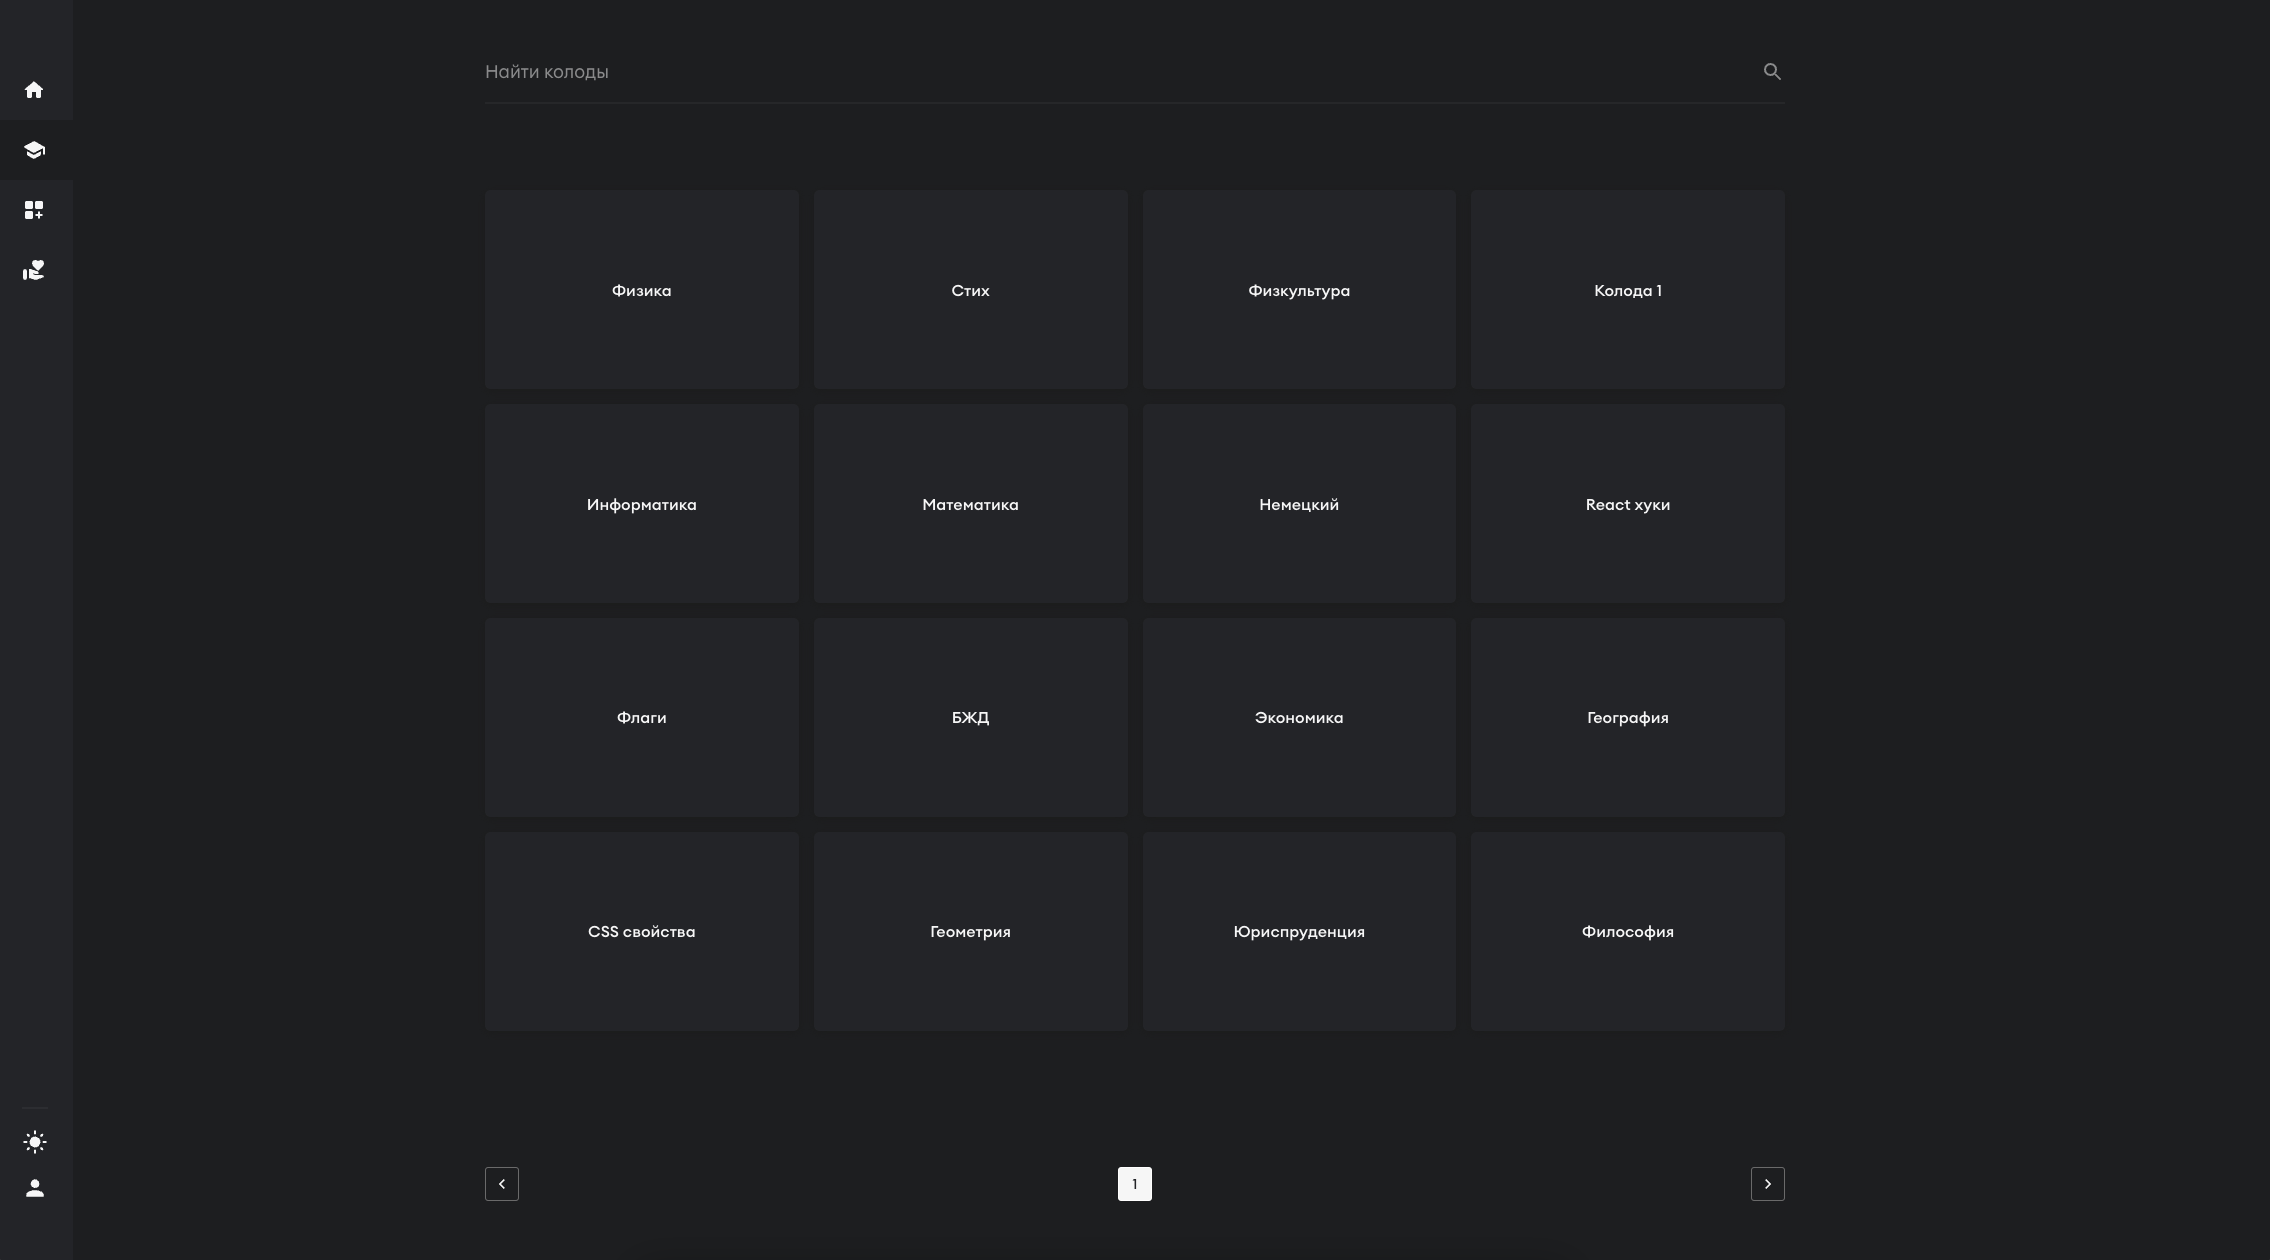 Найти колоды
Физика
Стих
Физкультура
Колода 1
Информатика
Математика
Немецкий
React хуки
Флаги
БЖД
Экономика
География
CSS свойства
Геометрия
Юриспруденция
Философия
1